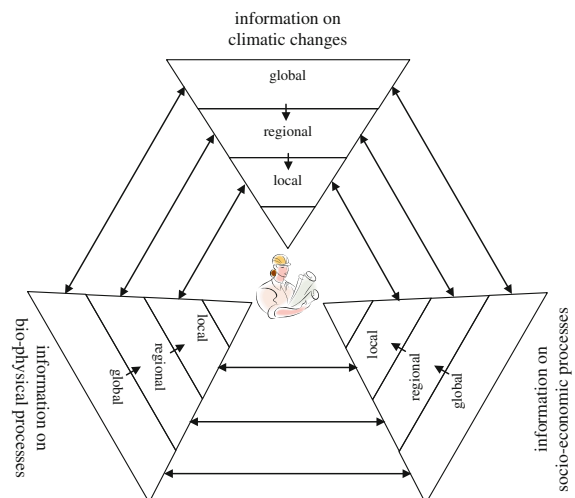 information on
climatic changes
global
regional
local
information on
bio-physical processes
global
regional
local
local
regional
global
information on
socio-economic processes